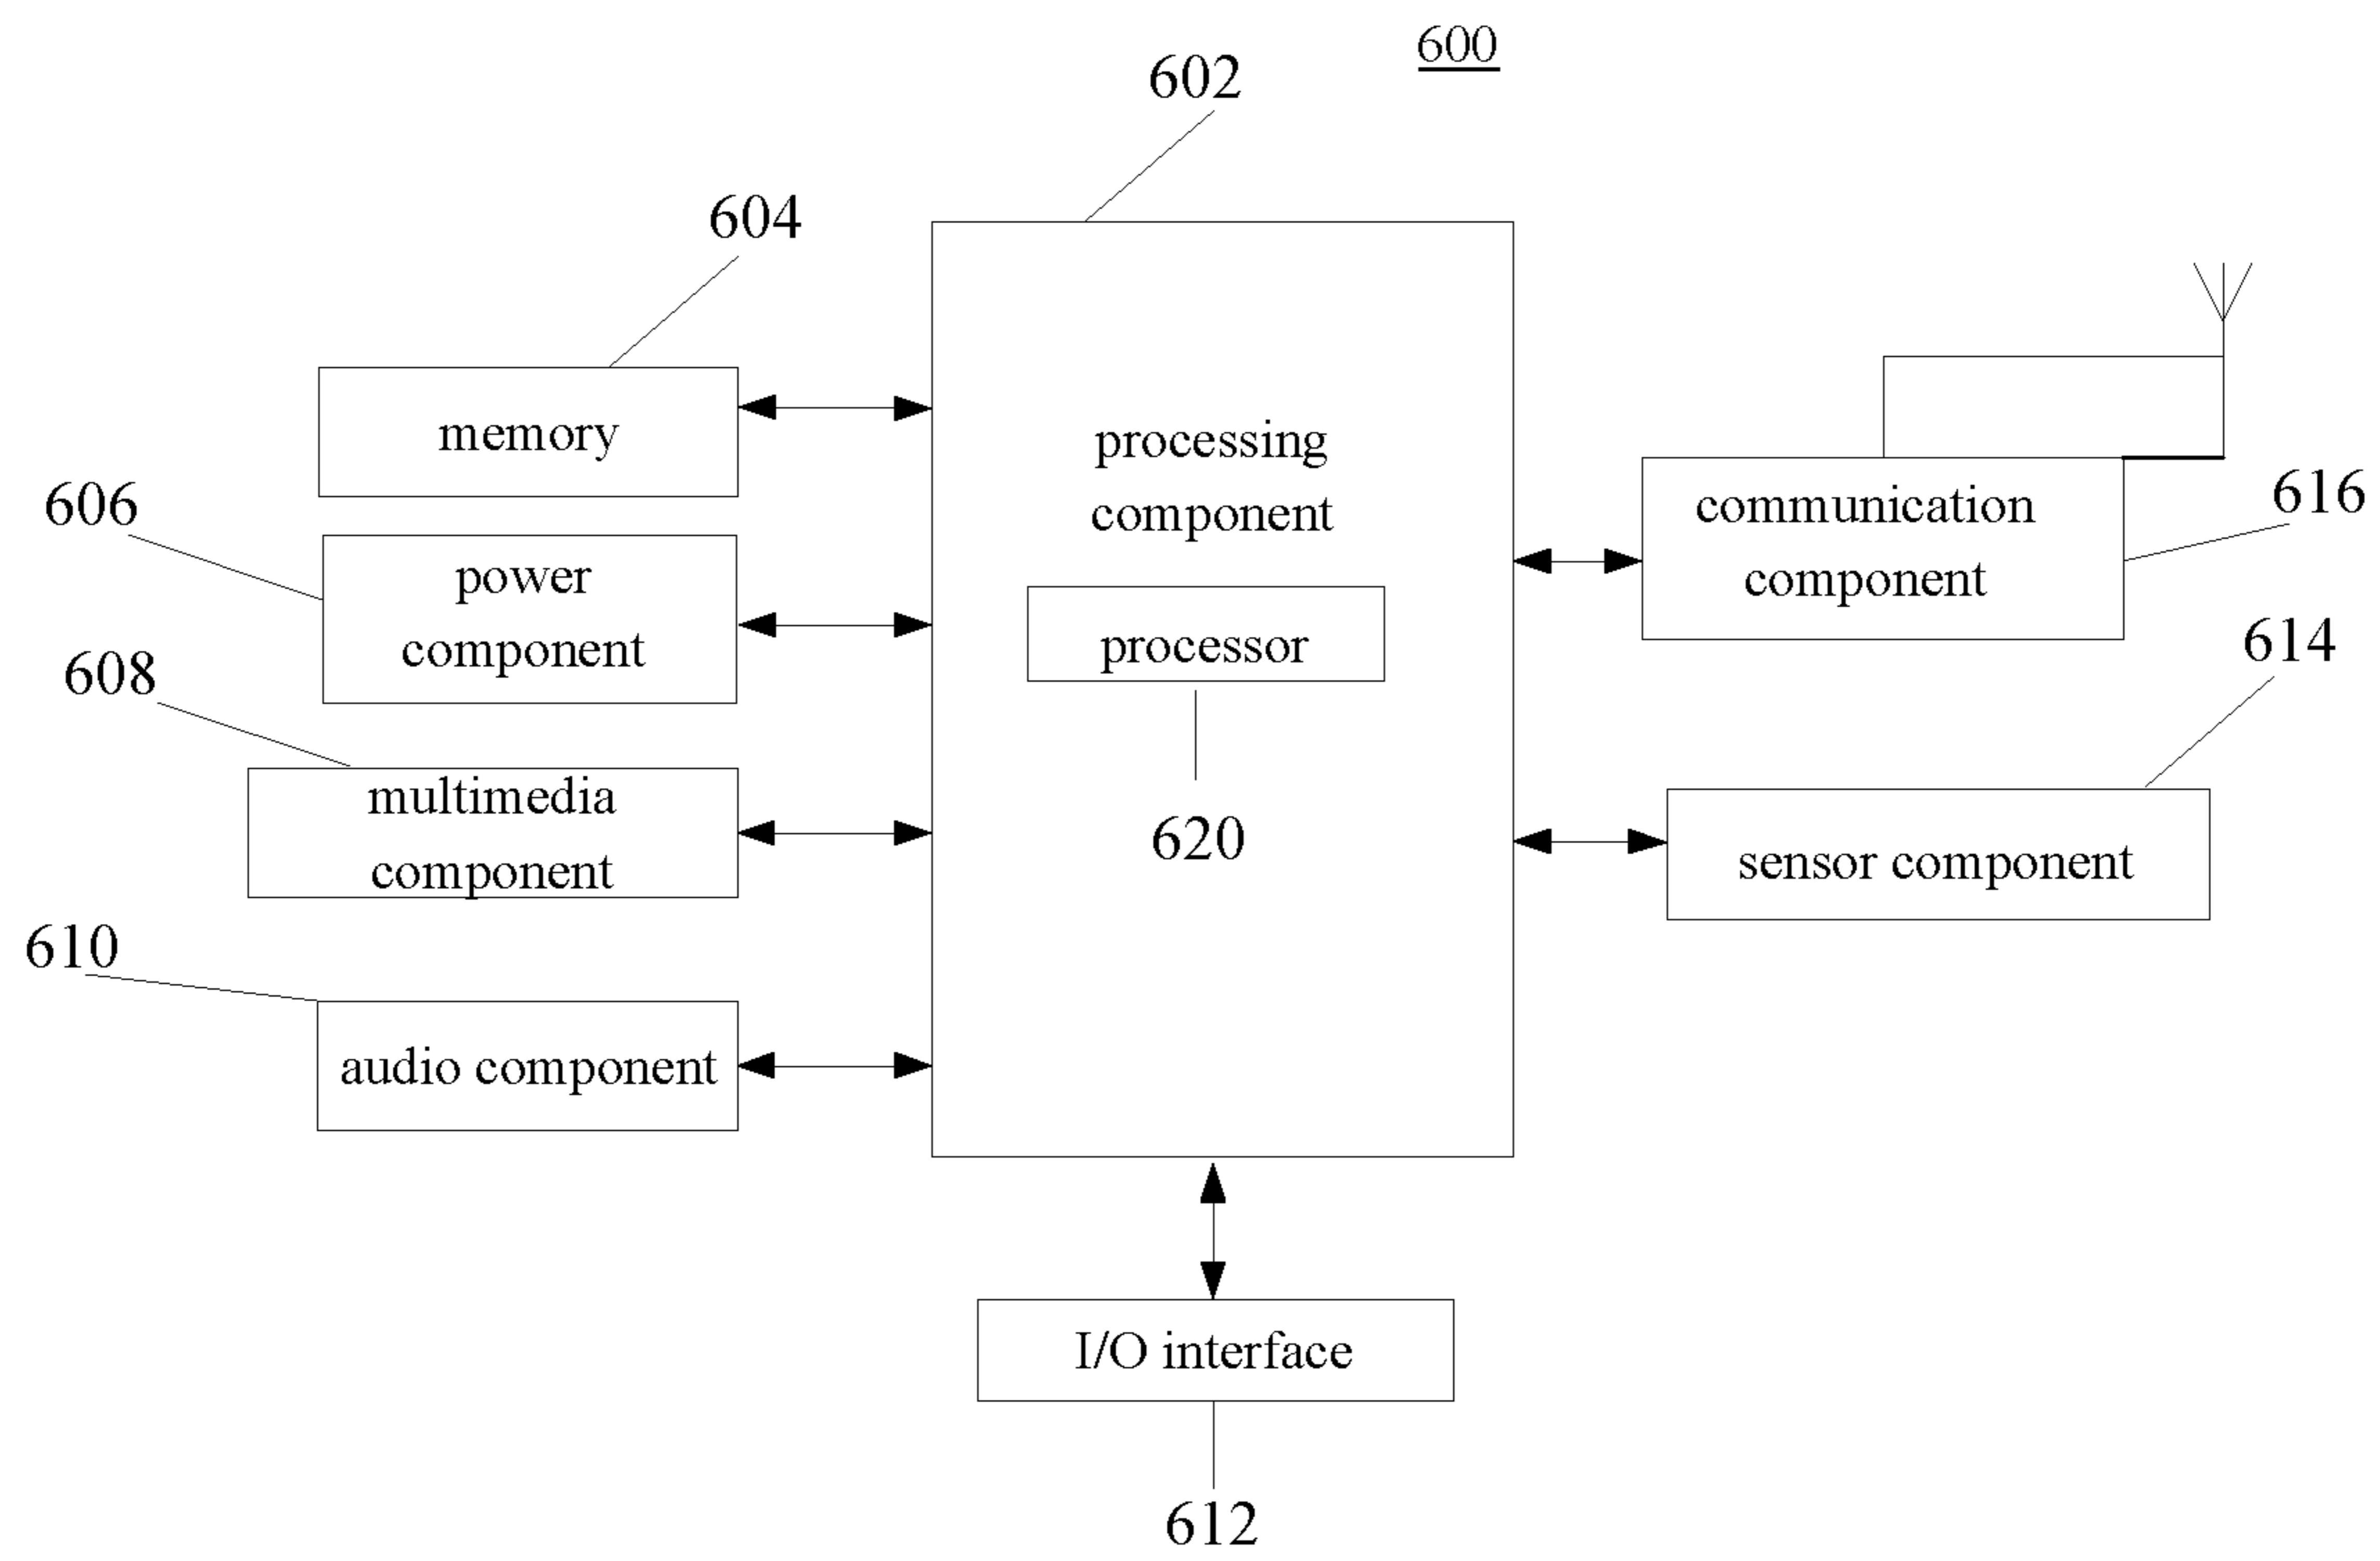 600
602
604
memory
processing
component
616
communication
component
606
power
component
processor
614
608
multimedia
component
620
sensor component
610
audio component
I/O interface
612